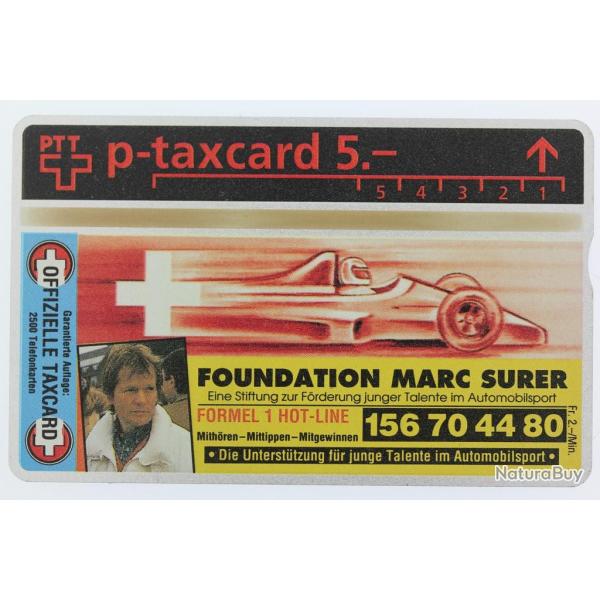 PTT p-taxcard 5.–
5 4 3 2 1
OFFIZIELLE TAXCARD
Garantierte Auflage:
2500 Telefonkarten
FOUNDATION MARC SURER
Eine Stiftung zur Förderung junger Talente im Automobilsport
FORMEL 1 HOT-LINE
Mithören–Mittippen–Mitgewinnen
156 70 44 80
Fr. 2.–/Min.
• Die Unterstützung für junge Talente im Automobilsport •
NaturaBuy